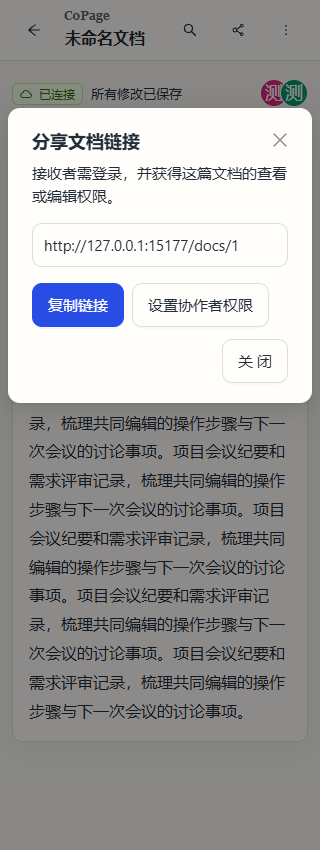 CoPage
未命名文档
已连接 所有修改已保存
测 测
分享文档链接
接收者需登录，并获得这篇文档的查看
或编辑权限。
http://127.0.0.1:15177/docs/1
复制链接 设置协作者权限
关 闭
录，梳理共同编辑的操作步骤与下一
次会议的讨论事项。项目会议纪要和
需求评审记录，梳理共同编辑的操作
步骤与下一次会议的讨论事项。项目
会议纪要和需求评审记录，梳理共同
编辑的操作步骤与下一次会议的讨论
事项。项目会议纪要和需求评审记
录，梳理共同编辑的操作步骤与下一
次会议的讨论事项。项目会议纪要和
需求评审记录，梳理共同编辑的操作
步骤与下一次会议的讨论事项。